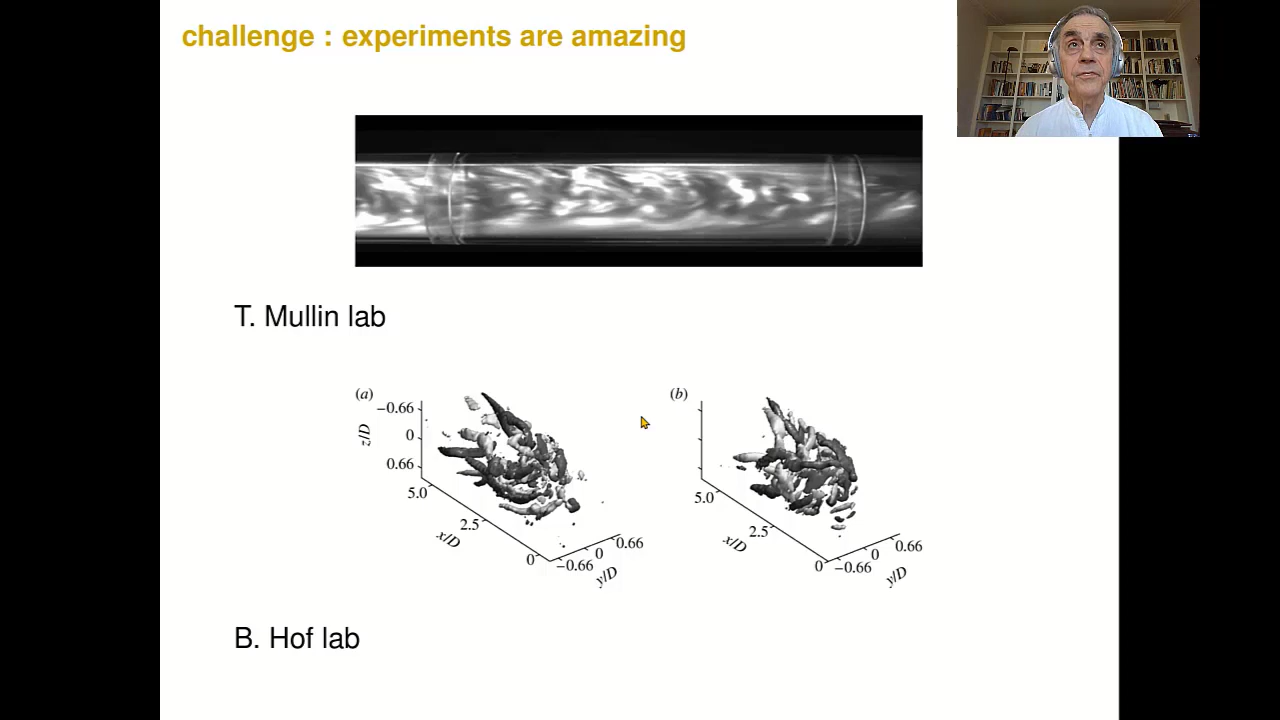 challenge : experiments are amazing
T. Mullin lab
(a)
−0.66
0
0.66
z/D
5.0
2.5
0
x/D
−0.66
0
0.66
y/D
(b)
5.0
2.5
0
x/D
−0.66
0
0.66
y/D
B. Hof lab